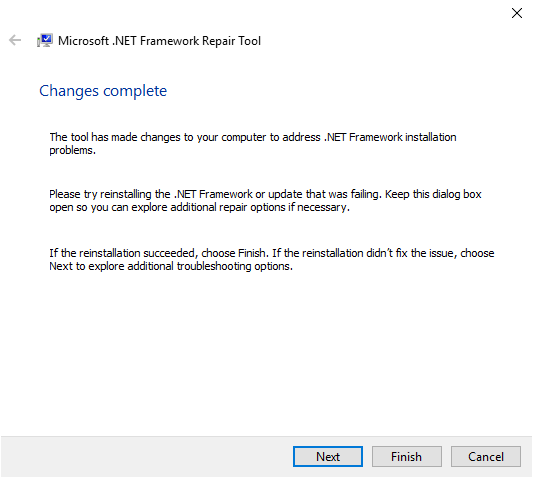 Microsoft .NET Framework Repair Tool
Changes complete
The tool has made changes to your computer to address .NET Framework installation
problems.
Please try reinstalling the .NET Framework or update that was failing. Keep this dialog box
open so you can explore additional repair options if necessary.
If the reinstallation succeeded, choose Finish. If the reinstallation didn't fix the issue, choose
Next to explore additional troubleshooting options.
Next
Finish
Cancel